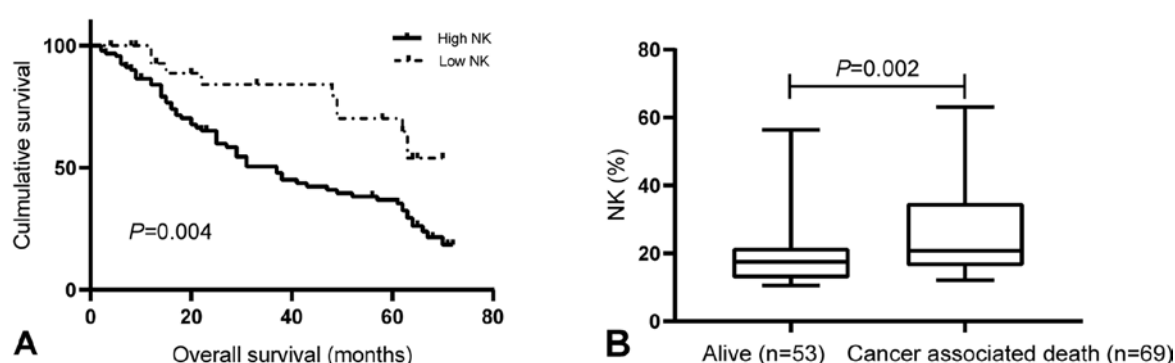 Culmulative survival
100
50
0
High NK
Low NK
P=0.004
0 20 40 60 80
Overall survival (months)
A
NK (%)
80
60
40
20
0
P=0.002
Alive (n=53) Cancer associated death (n=69)
B